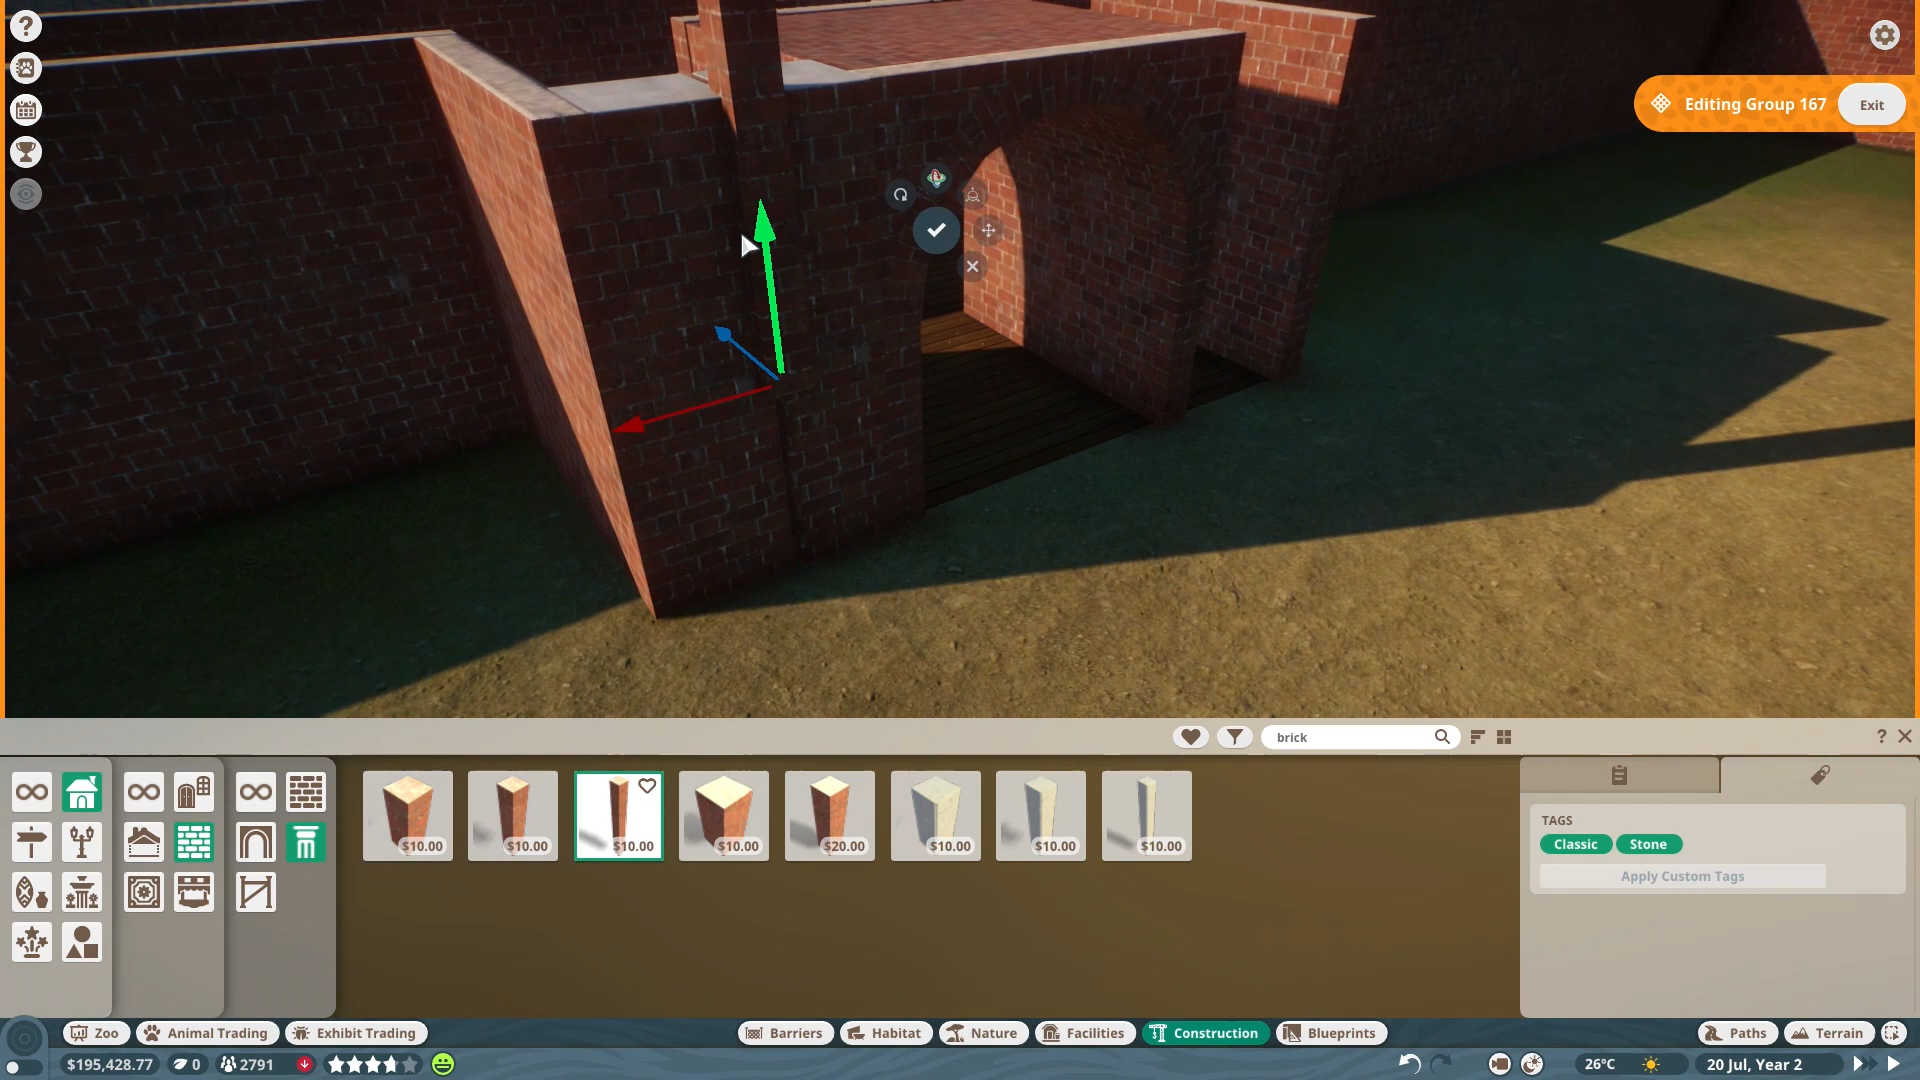 Editing Group 167
Exit
brick
$10.00
$10.00
$10.00
$10.00
$20.00
$10.00
$10.00
$10.00
TAGS
Classic
Stone
Apply Custom Tags
Zoo
Animal Trading
Exhibit Trading
Barriers
Habitat
Nature
Facilities
Construction
Blueprints
Paths
Terrain
$195,428.77
0
2791
26°C
20 Jul, Year 2